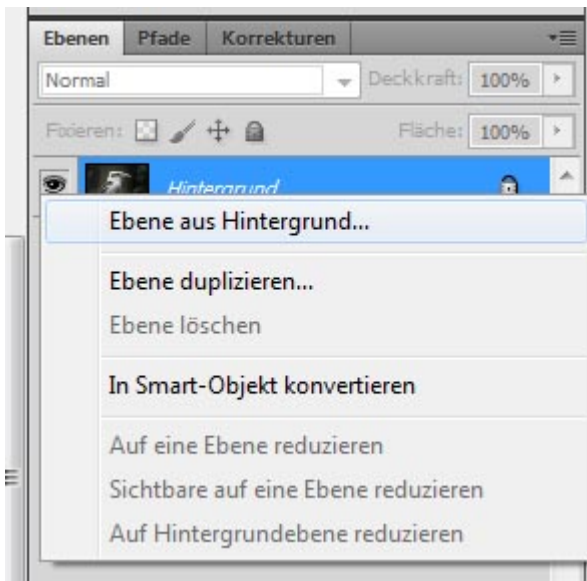 Ebenen Pfade Korrekturen
Normal Deckkraft: 100%
Fixieren: Fläche: 100%
Hintergrund
Ebene aus Hintergrund...
Ebene duplizieren...
Ebene löschen
In Smart-Objekt konvertieren
Auf eine Ebene reduzieren
Sichtbare auf eine Ebene reduzieren
Auf Hintergrundebene reduzieren